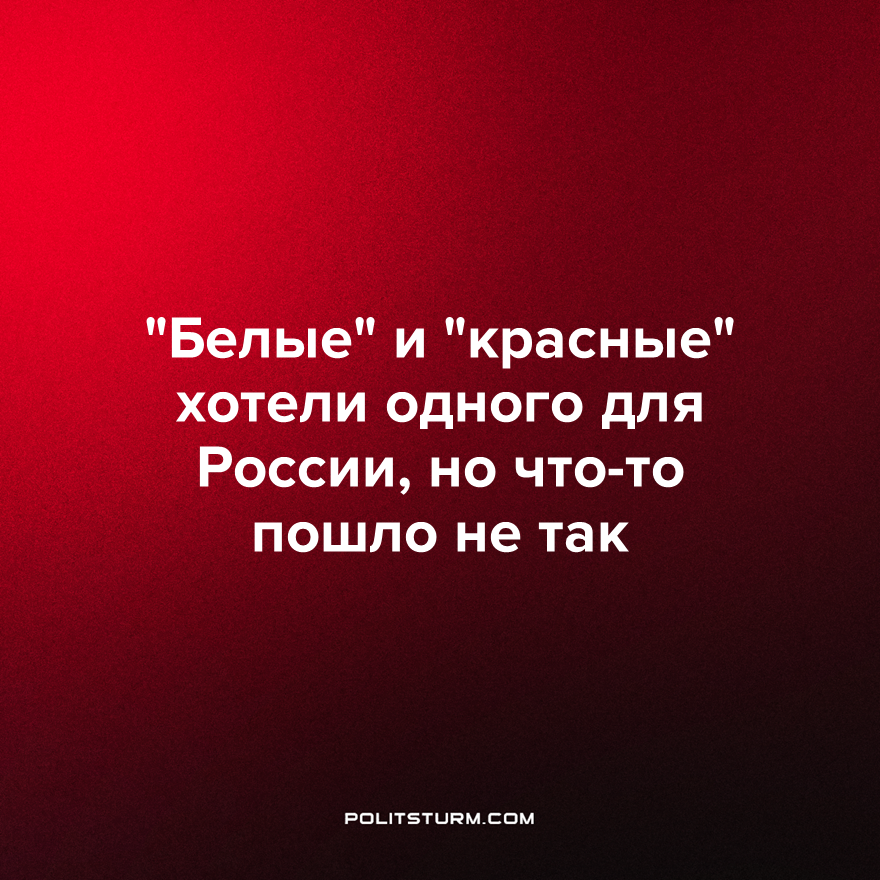 "Белые" и "красные"
хотели одного для
России, но что-то
пошло не так
POLITSTURM.COM